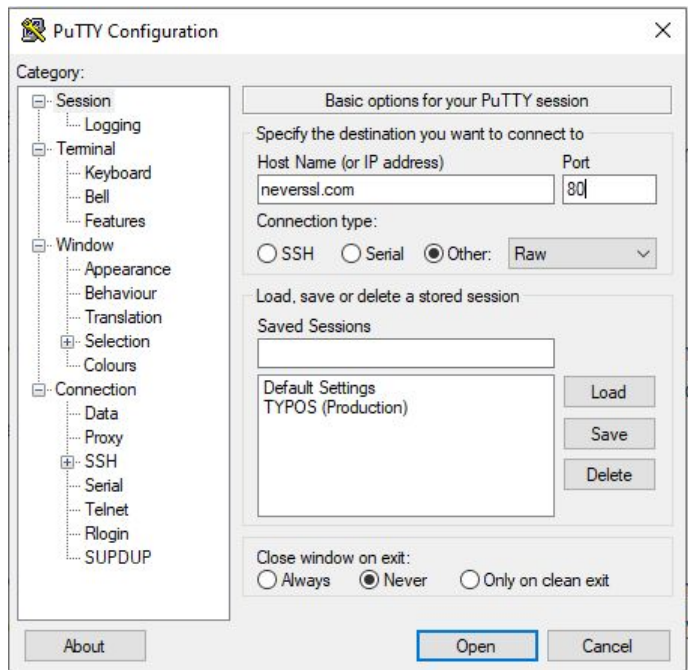 PuTTY Configuration
Category:
Session
Logging
Terminal
Keyboard
Bell
Features
Window
Appearance
Behaviour
Translation
Selection
Colours
Connection
Data
Proxy
SSH
Serial
Telnet
Rlogin
SUPDUP
Basic options for your PuTTY session
Specify the destination you want to connect to
Host Name (or IP address) Port
neverssl.com 80
Connection type:
SSH Serial Other: Raw
Load, save or delete a stored session
Saved Sessions
Default Settings
TYPOS (Production)
Load
Save
Delete
Close window on exit:
Always Never Only on clean exit
About Open Cancel